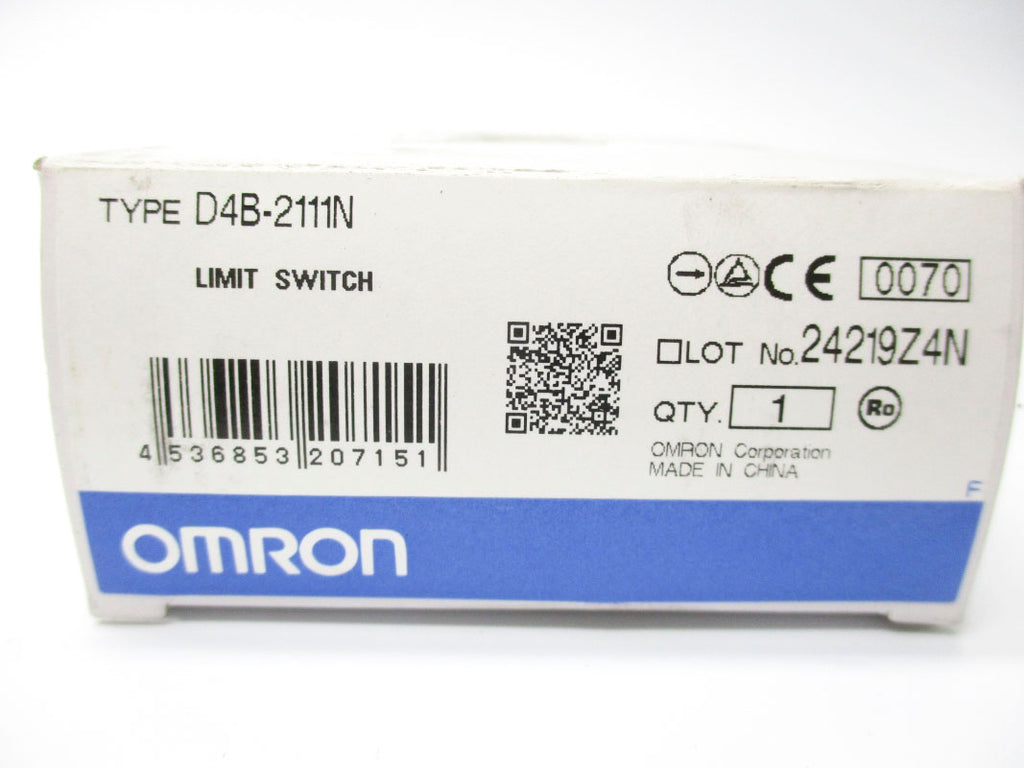 TYPE D4B-2111N
LIMIT SWITCH
CE 0070
LOT No. 24219Z4N
QTY. 1 Ro
4 536853 207151
OMRON Corporation
MADE IN CHINA
F
OMRON